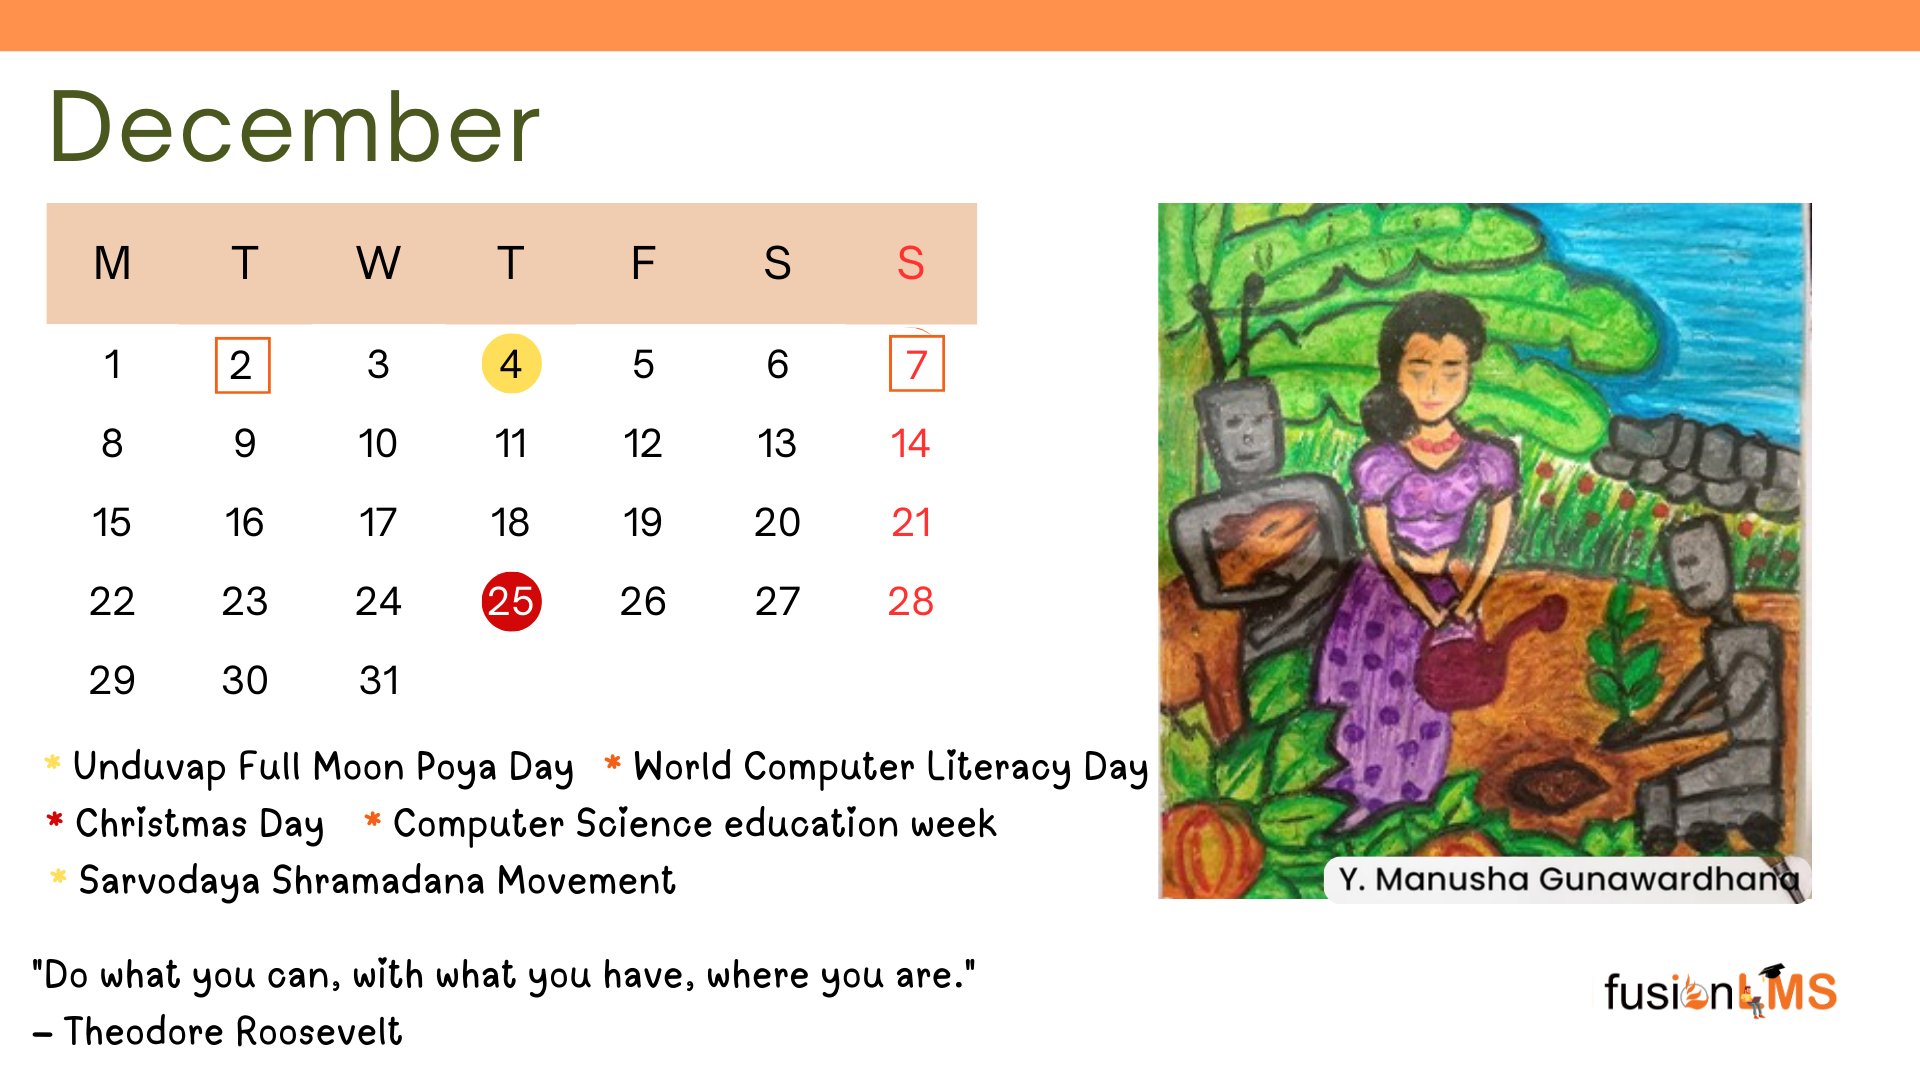 December
M T W T F S S
1 2 3 4 5 6 7
8 9 10 11 12 13 14
15 16 17 18 19 20 21
22 23 24 25 26 27 28
29 30 31
* Unduvap Full Moon Poya Day * World Computer Literacy Day
* Christmas Day * Computer Science education week
* Sarvodaya Shramadana Movement
"Do what you can, with what you have, where you are."
– Theodore Roosevelt
Y. Manusha Gunawardhana
fusionLMS